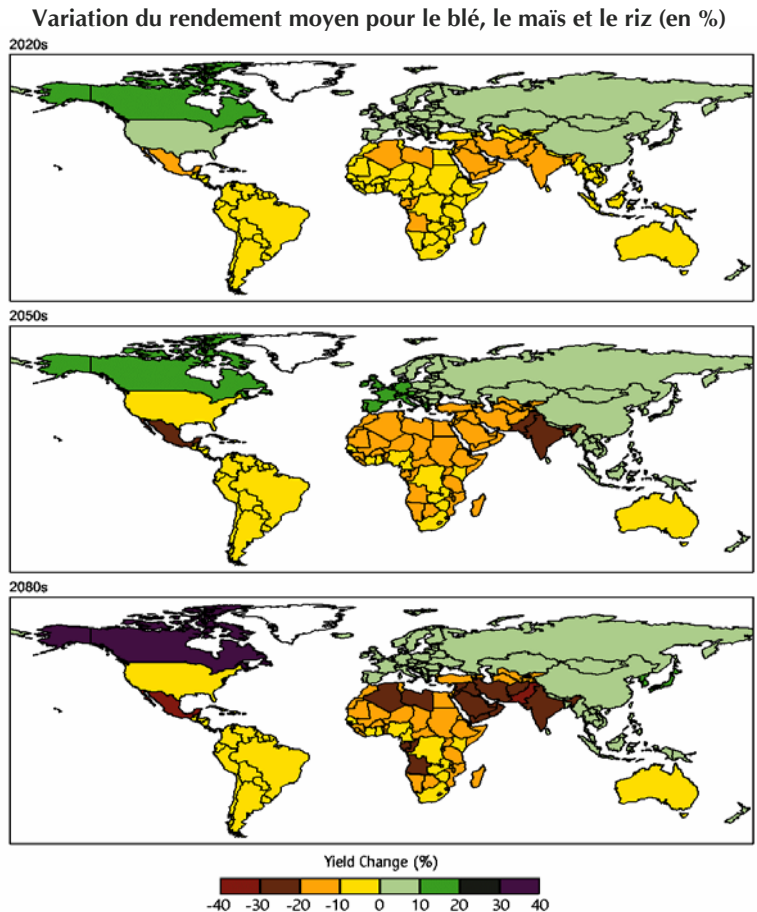 Variation du rendement moyen pour le blé, le maïs et le riz (en %)
2020s
2050s
2080s
Yield Change (%)
-40 -30 -20 -10 0 10 20 30 40